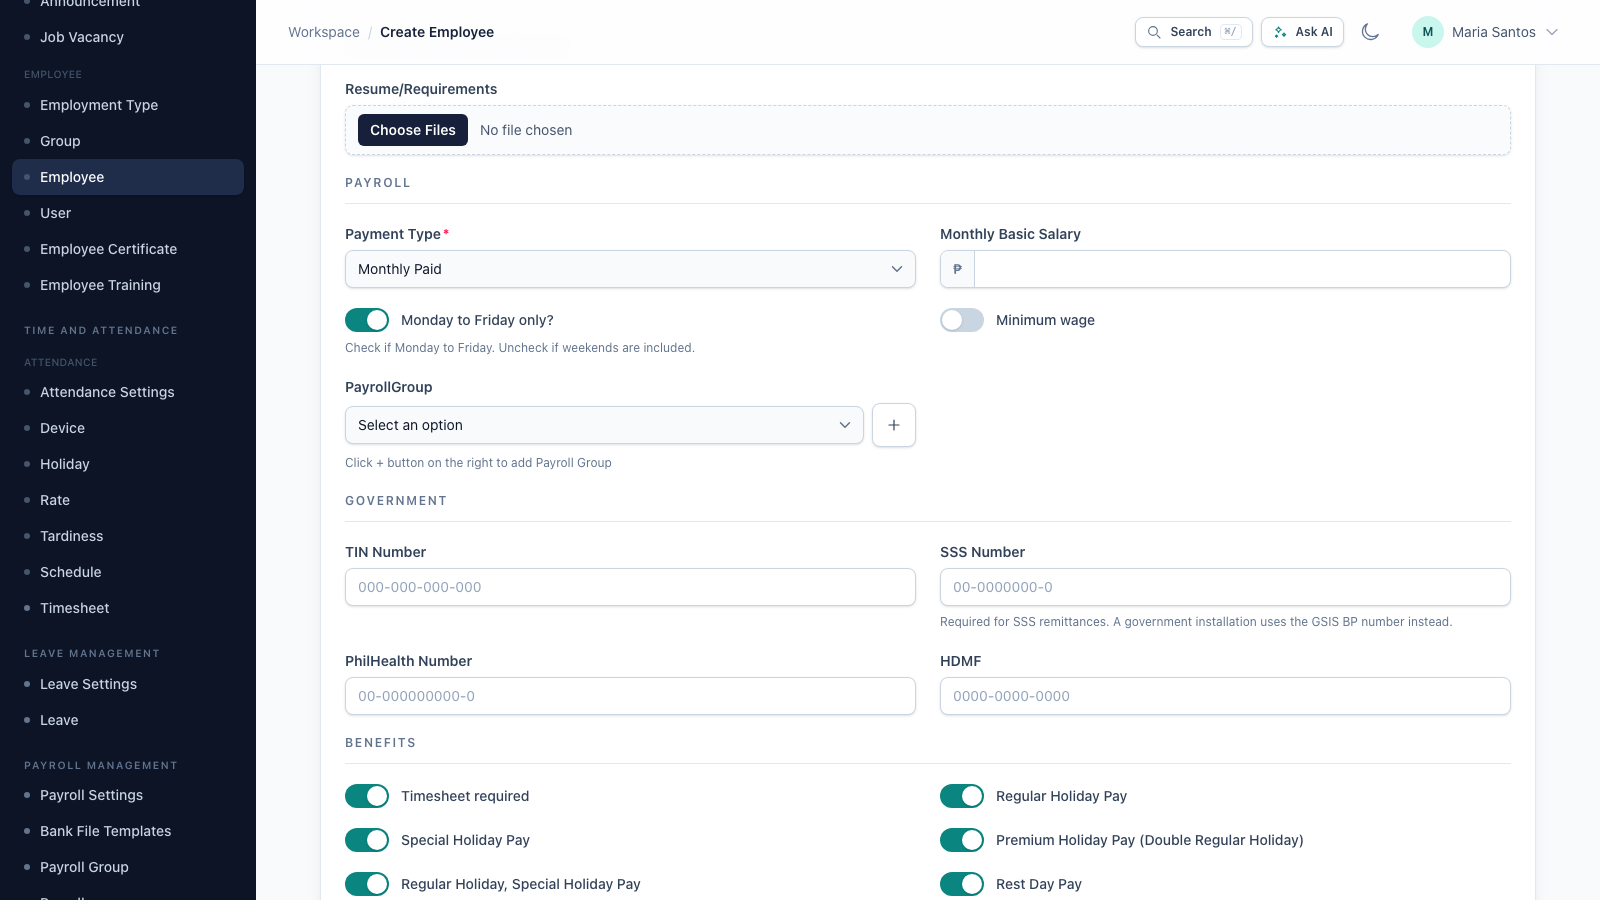 Announcement
Job Vacancy
EMPLOYEE
Employment Type
Group
Employee
User
Employee Certificate
Employee Training
TIME AND ATTENDANCE
ATTENDANCE
Attendance Settings
Device
Holiday
Rate
Tardiness
Schedule
Timesheet
LEAVE MANAGEMENT
Leave Settings
Leave
PAYROLL MANAGEMENT
Payroll Settings
Bank File Templates
Payroll Group
Workspace / Create Employee
Search ⌘/
Ask AI
M Maria Santos
Resume/Requirements
Choose Files No file chosen
PAYROLL
Payment Type*
Monthly Paid
Monthly Basic Salary
₱
Monday to Friday only?
Check if Monday to Friday. Uncheck if weekends are included.
Minimum wage
PayrollGroup
Select an option
+
Click + button on the right to add Payroll Group
GOVERNMENT
TIN Number
000-000-000-000
SSS Number
00-0000000-0
Required for SSS remittances. A government installation uses the GSIS BP number instead.
PhilHealth Number
00-000000000-0
HDMF
0000-0000-0000
BENEFITS
Timesheet required
Regular Holiday Pay
Special Holiday Pay
Premium Holiday Pay (Double Regular Holiday)
Regular Holiday, Special Holiday Pay
Rest Day Pay